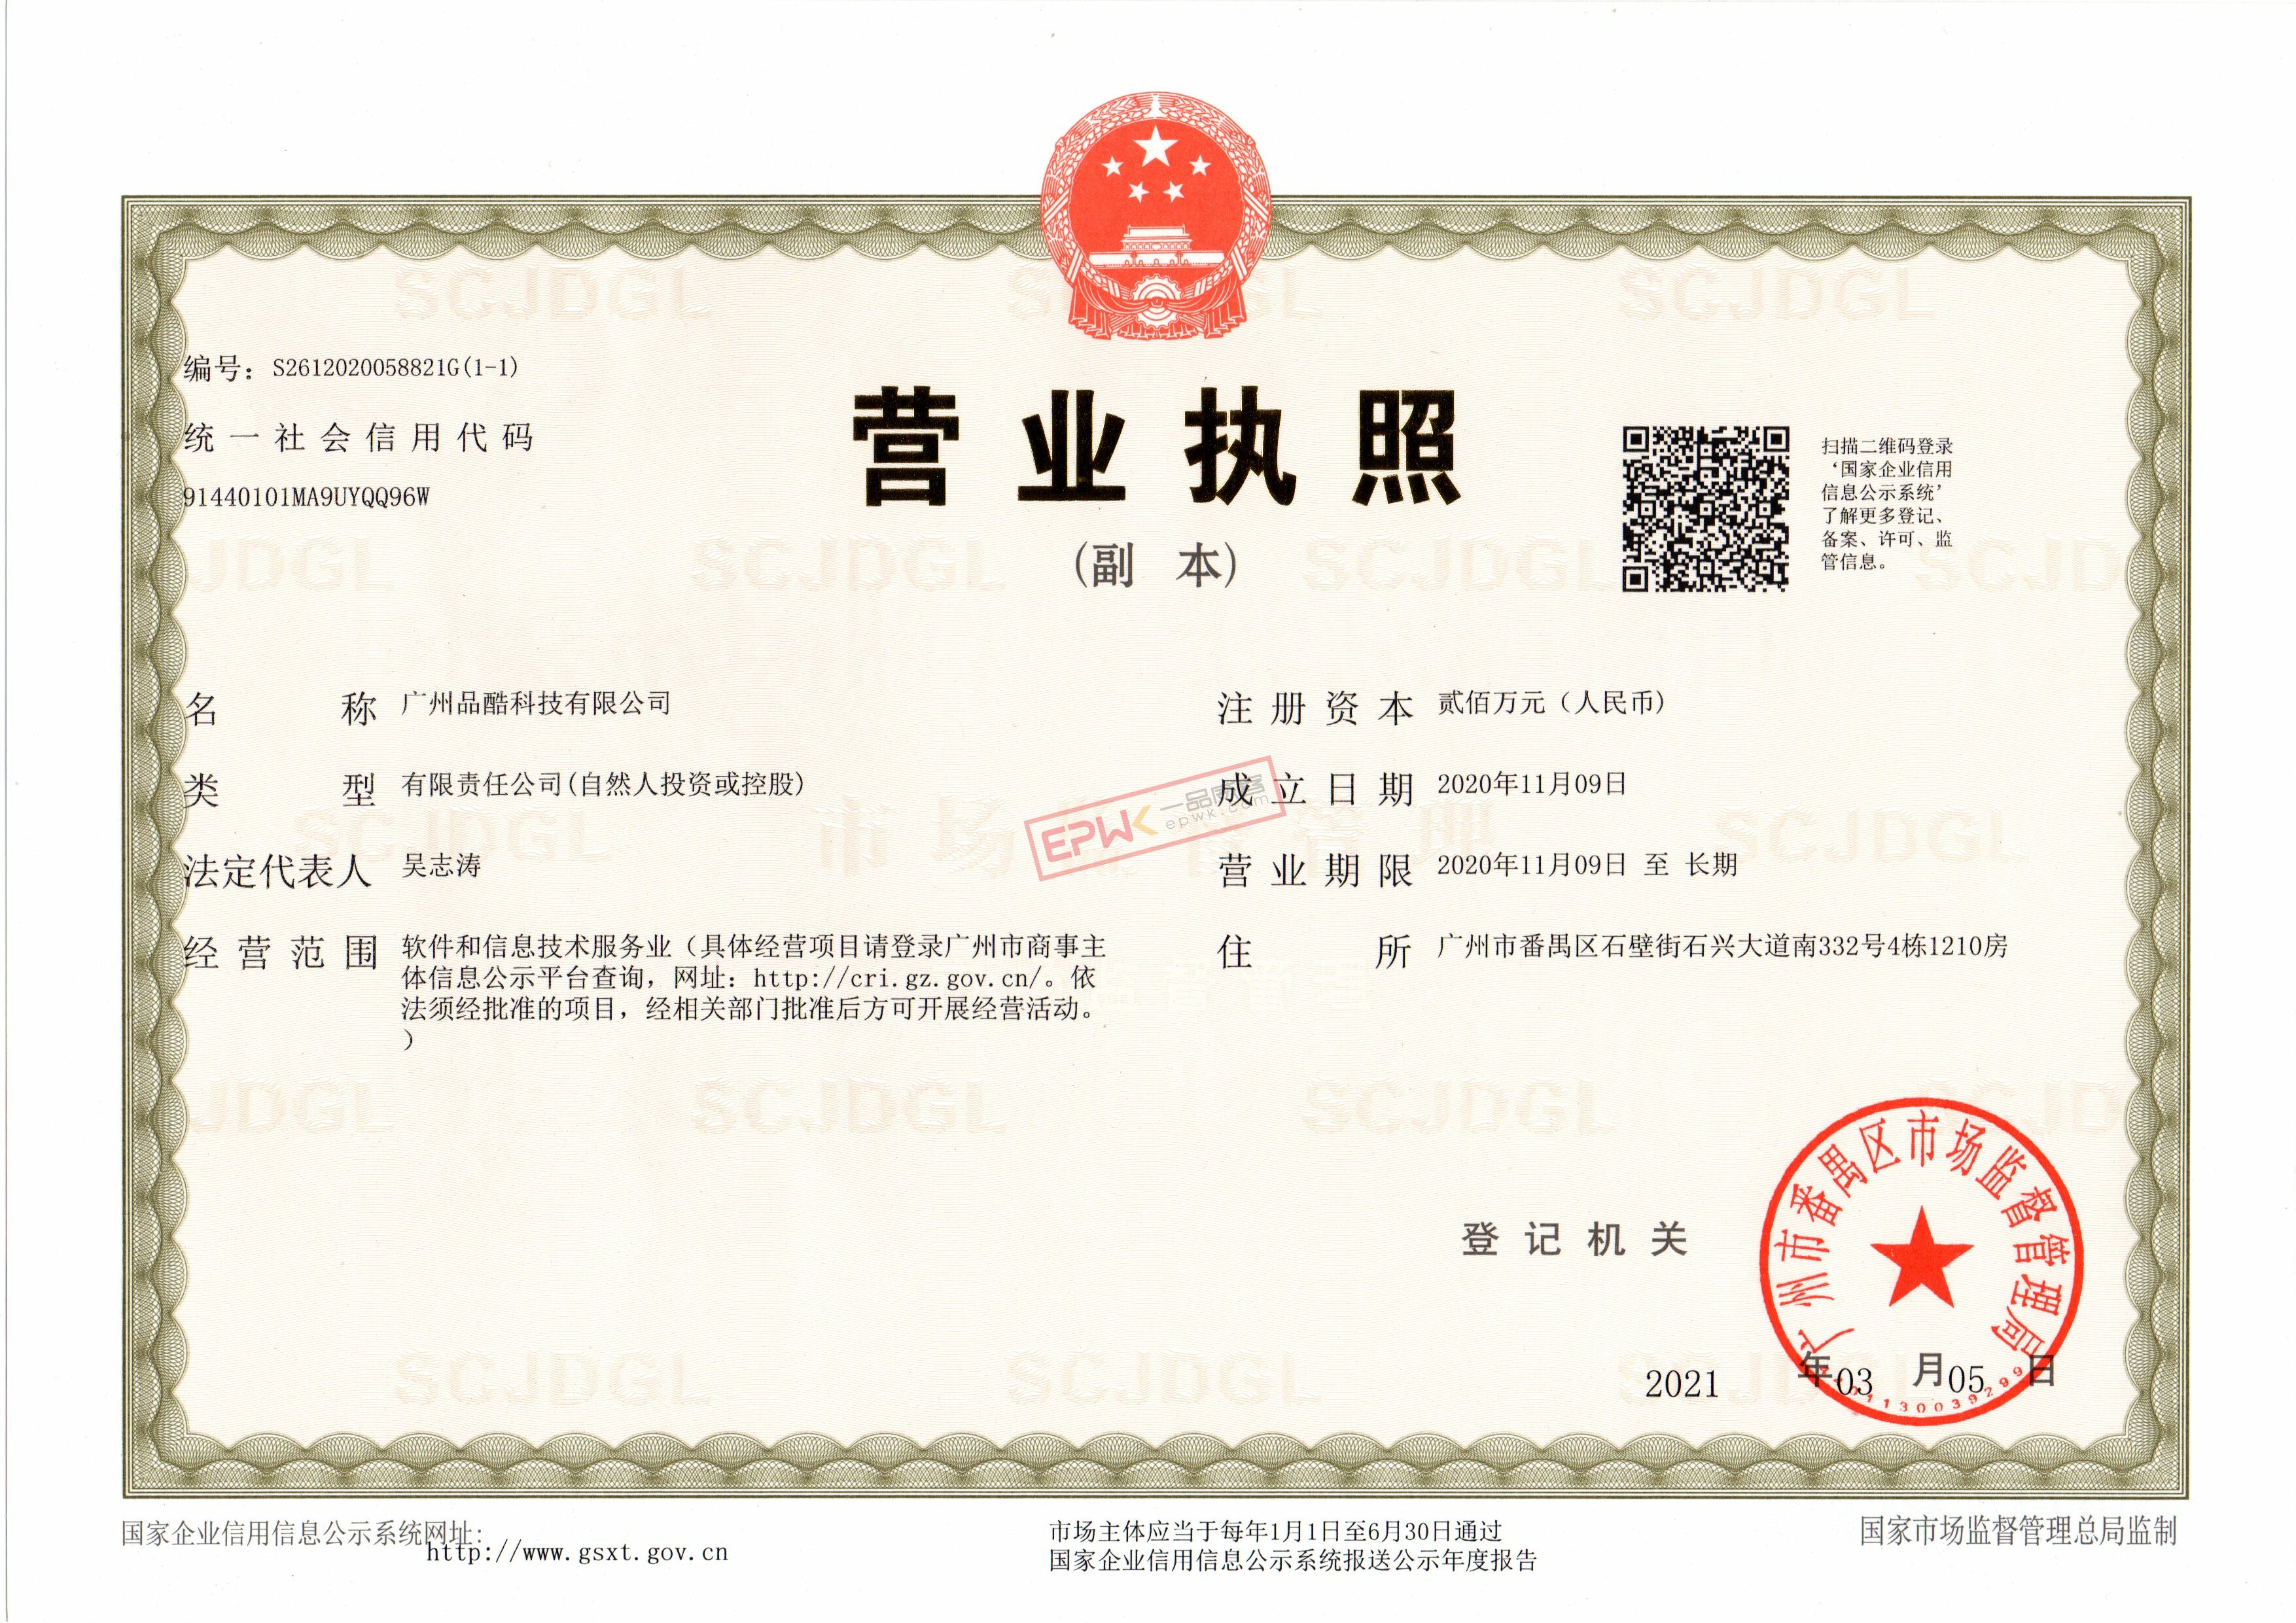 编号：S2612020058821G(1-1)
统一社会信用代码
91440101MA9UYQQ96W
营业执照
(副 本)
扫描二维码登录
‘国家企业信用
信息公示系统’
了解更多登记、
备案、许可、监
管信息。
名 称 广州品酷科技有限公司
类 型 有限责任公司(自然人投资或控股)
法定代表人 吴志涛
经营范围 软件和信息技术服务业（具体经营项目请登录广州市商事主
体信息公示平台查询，网址：http://cri.gz.gov.cn/。依
法须经批准的项目，经相关部门批准后方可开展经营活动。
）
注册资本 贰佰万元（人民币）
成立日期 2020年11月09日
营业期限 2020年11月09日 至 长期
住 所 广州市番禺区石壁街石兴大道南332号4栋1210房
EPWK 一品威客
epwk.com
登记机关
广州市番禺区市场监督管理局
2021 年03 月05 日
国家企业信用信息公示系统网址:
http://www.gsxt.gov.cn
市场主体应当于每年1月1日至6月30日通过
国家企业信用信息公示系统报送公示年度报告
国家市场监督管理总局监制
SCJDGL